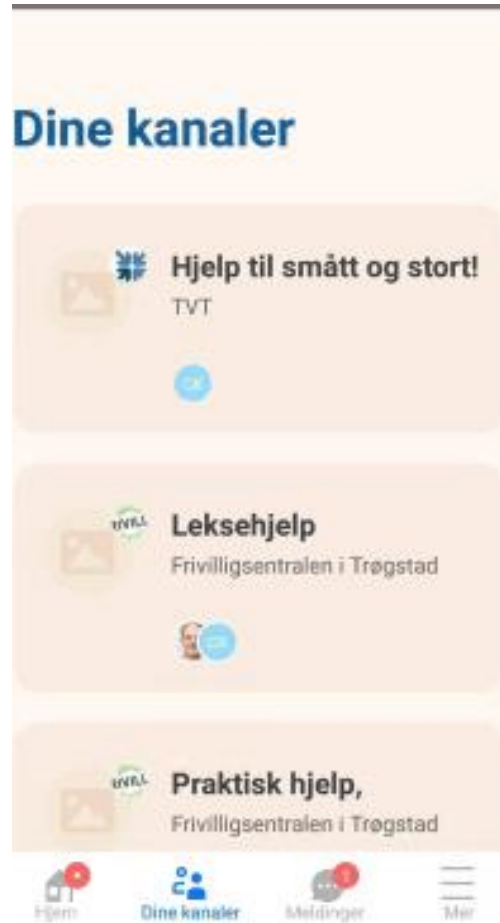 Dine kanaler
Hjelp til smått og stort!
TVT
Leksehjelp
Frivilligsentralen i Trøgstad
Praktisk hjelp,
Frivilligsentralen i Trøgstad
Hjem
Dine kanaler
Meldinger
Mer